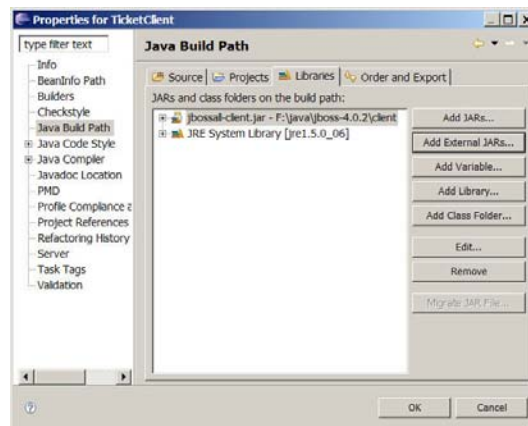 Properties for TicketClient
type filter text
Java Build Path
Info
BeanInfo Path
Builders
Checkstyle
Java Build Path
Java Code Style
Java Compiler
Javadoc Location
PMD
Profile Compliance a
Project References
Refactoring History
Server
Task Tags
Validation
Source
Projects
Libraries
Order and Export
JARs and class folders on the build path:
jbossall-client.jar - F:\java\jboss-4.0.2\client
JRE System Library [jre1.5.0_06]
Add JARs...
Add External JARs...
Add Variable...
Add Library...
Add Class Folder...
Edit...
Remove
Migrate JAR File...
OK
Cancel